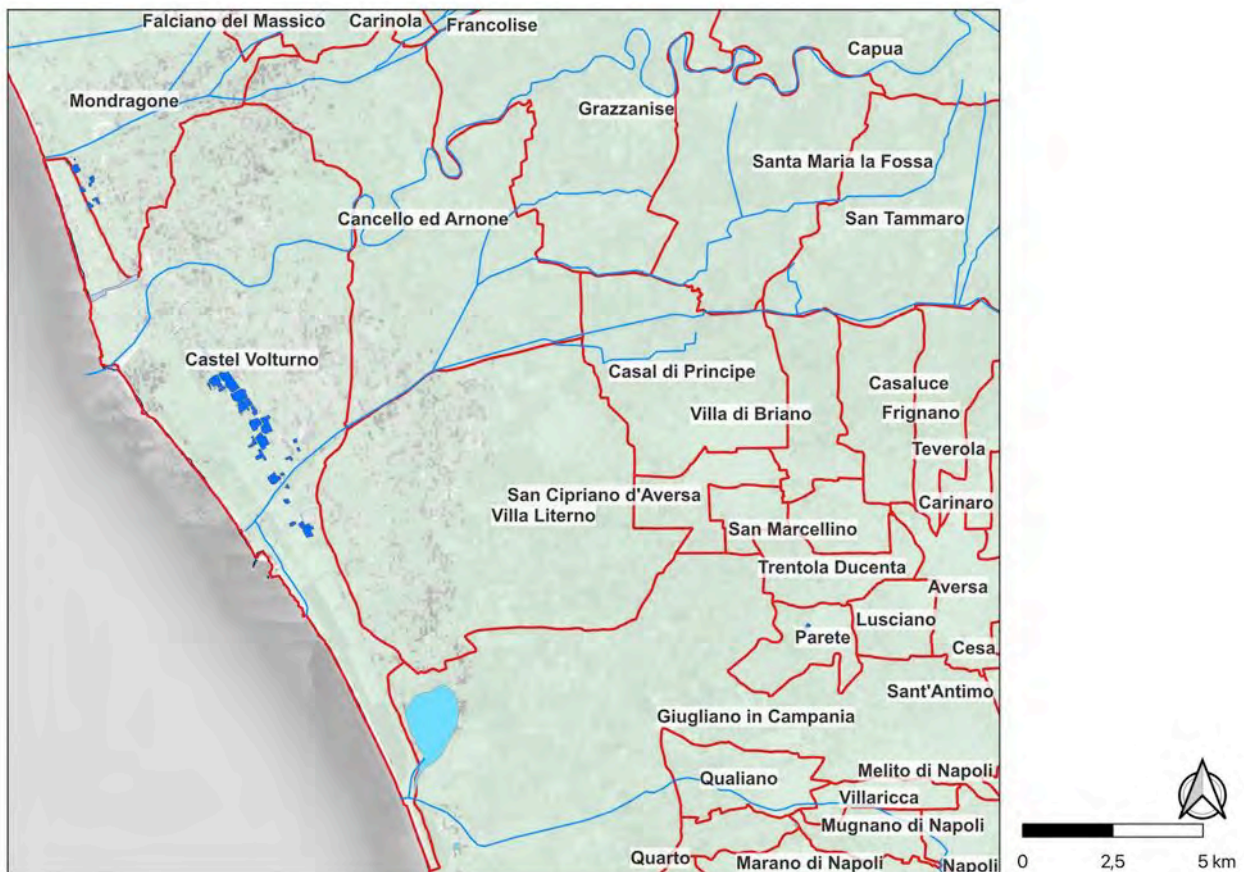 Falciano del Massico
Carinola
Francolise
Capua
Mondragone
Grazzanise
Santa Maria la Fossa
Cancello ed Arnone
San Tammaro
Castel Volturno
Casal di Principe
Casaluce
Villa di Briano
Frignano
Teverola
San Cipriano d'Aversa
Carinaro
Villa Literno
San Marcellino
Trentola Ducenta
Aversa
Lusciano
Parete
Cesa
Sant'Antimo
Giugliano in Campania
Qualiano
Melito di Napoli
Villaricca
Mugnano di Napoli
Quarto
Marano di Napoli
Napoli
0 2,5 5 km